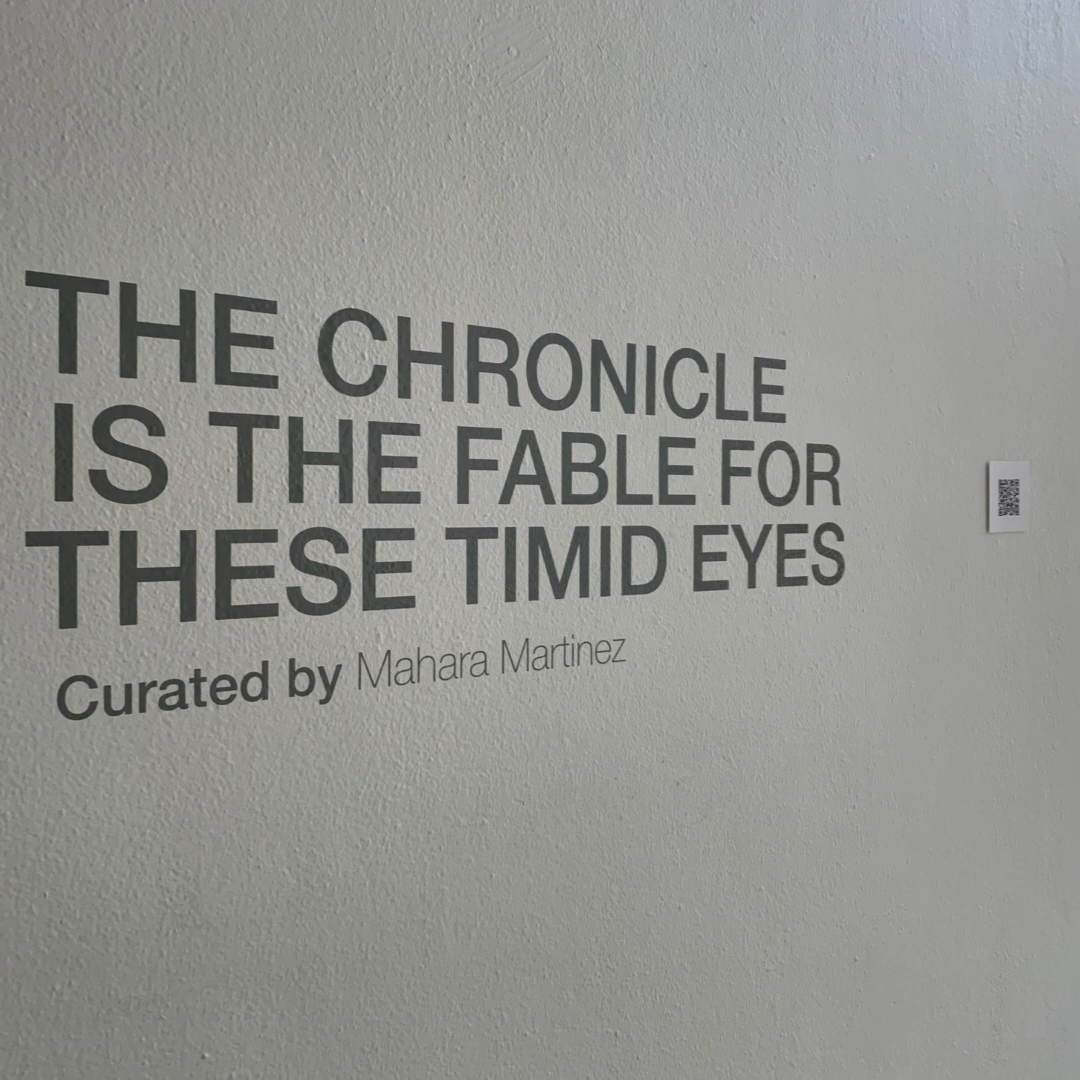 THE CHRONICLE
IS THE FABLE FOR
THESE TIMID EYES
Curated by Mahara Martinez